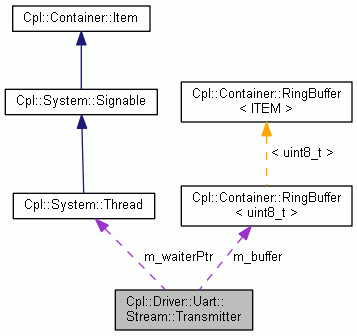 Cpl::Container::Item
Cpl::System::Signable
Cpl::Container::RingBuffer
< ITEM >
< uint8_t >
Cpl::System::Thread
Cpl::Container::RingBuffer
< uint8_t >
m_waiterPtr
m_buffer
Cpl::Driver::Uart::
Stream::Transmitter